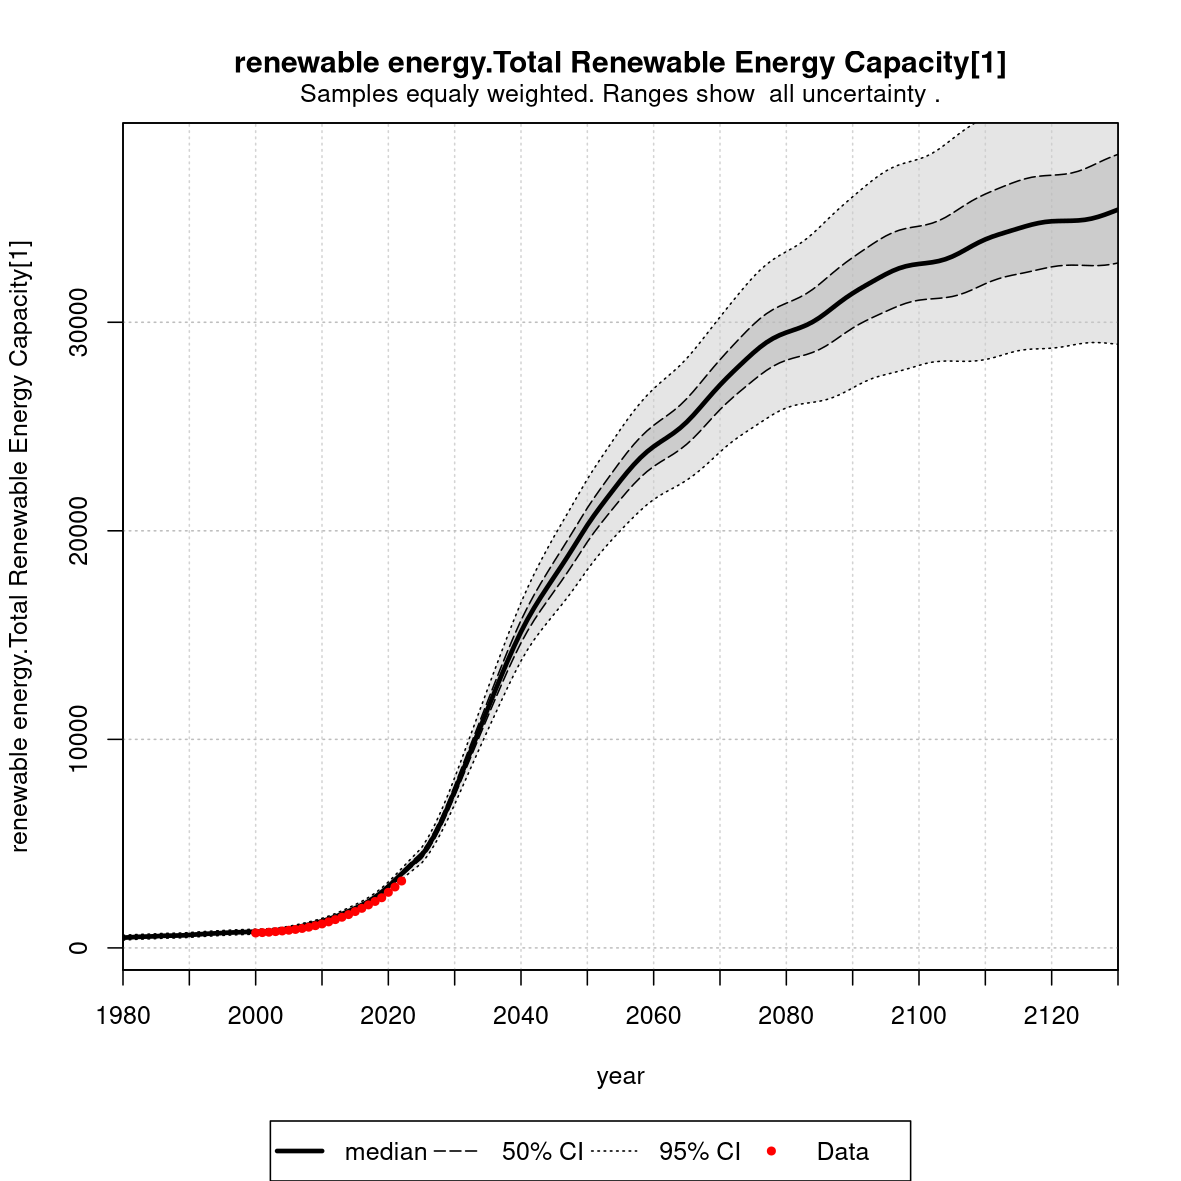 renewable energy.Total Renewable Energy Capacity[1]
Samples equaly weighted. Ranges show  all uncertainty .
renewable energy.Total Renewable Energy Capacity[1]
30000
20000
10000
0
1980 2000 2020 2040 2060 2080 2100 2120
year
median 50% CI 95% CI Data